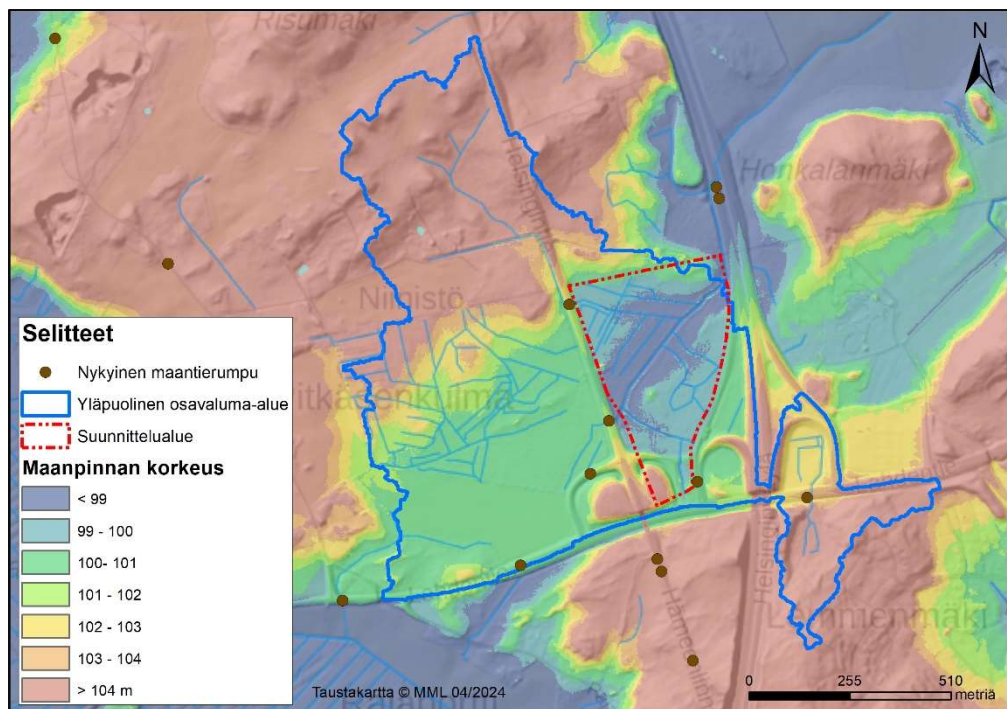 Risumäki
N
Honkalanmäki
Niinistö
Selitteet
Nykyinen maantierumpu
Yläpuolinen osavaluma-alue
Suunnittelualue
Maanpinnan korkeus
< 99
99 - 100
100- 101
101 - 102
102 - 103
103 - 104
> 104 m
Taustakartta © MML 04/2024
0 255 510
metriä